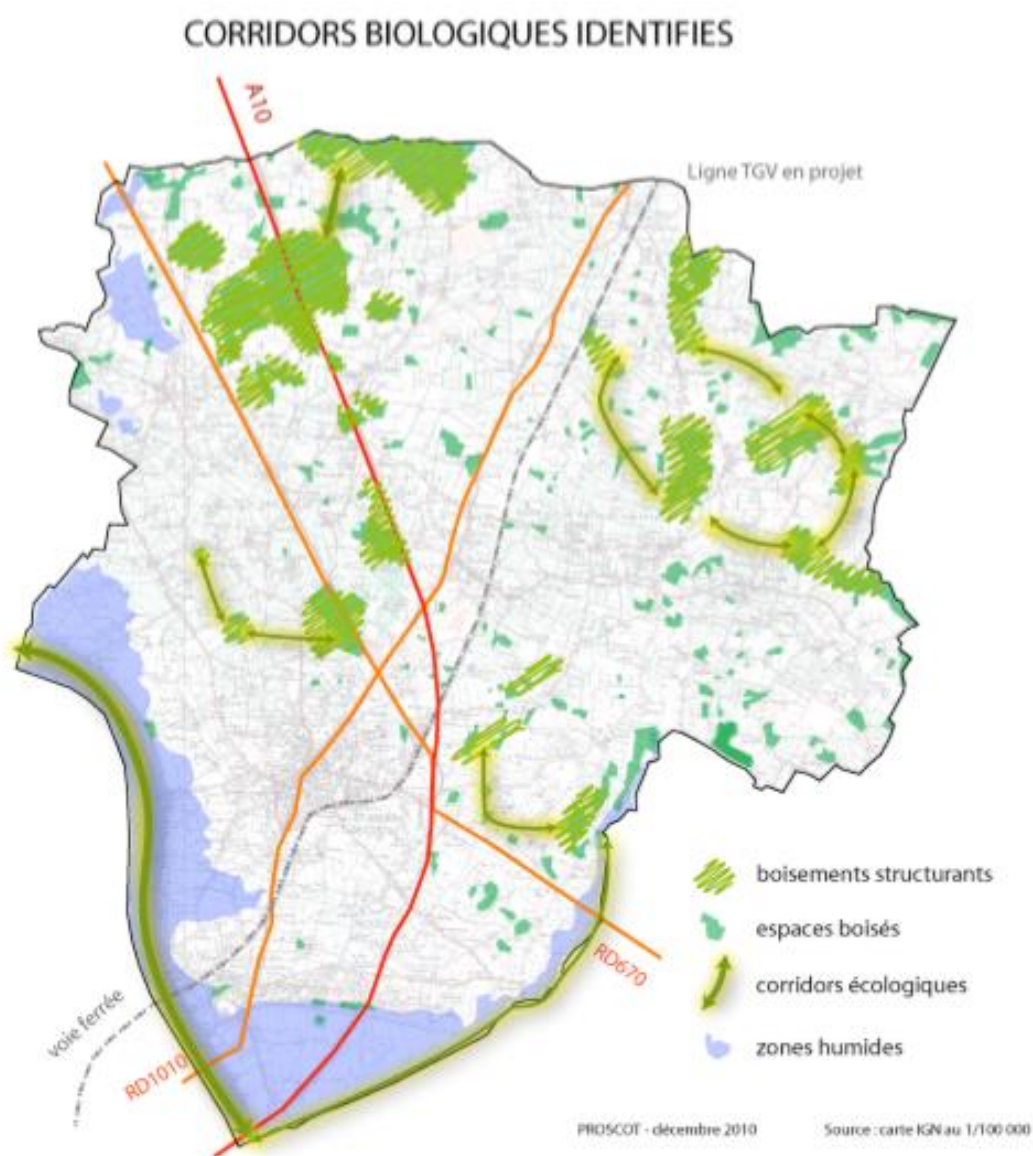 CORRIDORS BIOLOGIQUES IDENTIFIES
A10
Ligne TGV en projet
boisements structurants
espaces boisés
RD670
corridors écologiques
voie ferrée
zones humides
RD1010
PROSCOT - décembre 2010
Source : carte IGN au 1/100 000